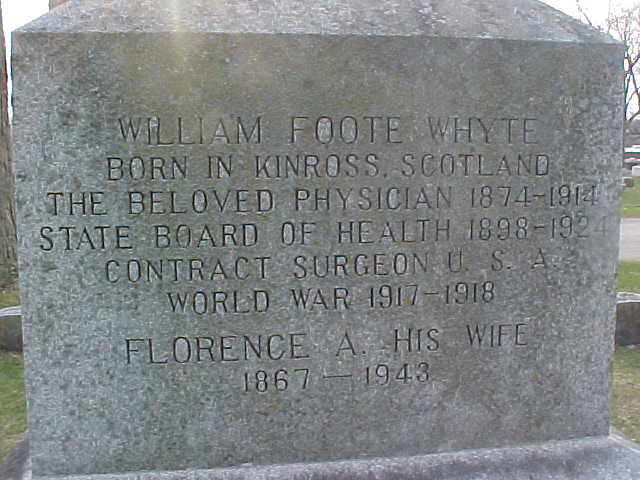 WILLIAM FOOTE WHYTE
BORN IN KINROSS, SCOTLAND
THE BELOVED PHYSICIAN 1874-1914
STATE BOARD OF HEALTH 1898-1924
CONTRACT SURGEON U. S. A.
WORLD WAR 1917-1918
FLORENCE A. HIS WIFE
1867-1943